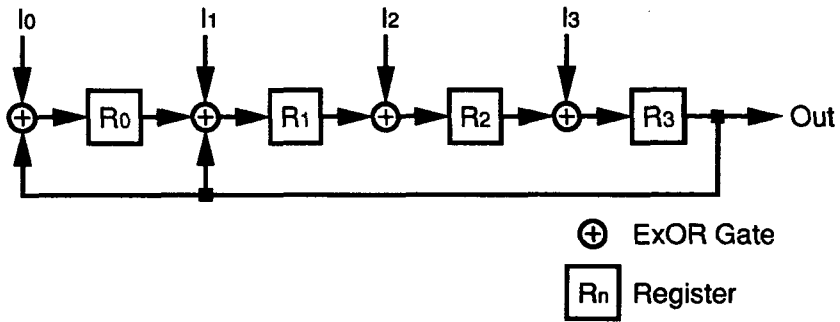 I0 I1 I2 I3
R0 R1 R2 R3 Out
ExOR Gate
Rn Register